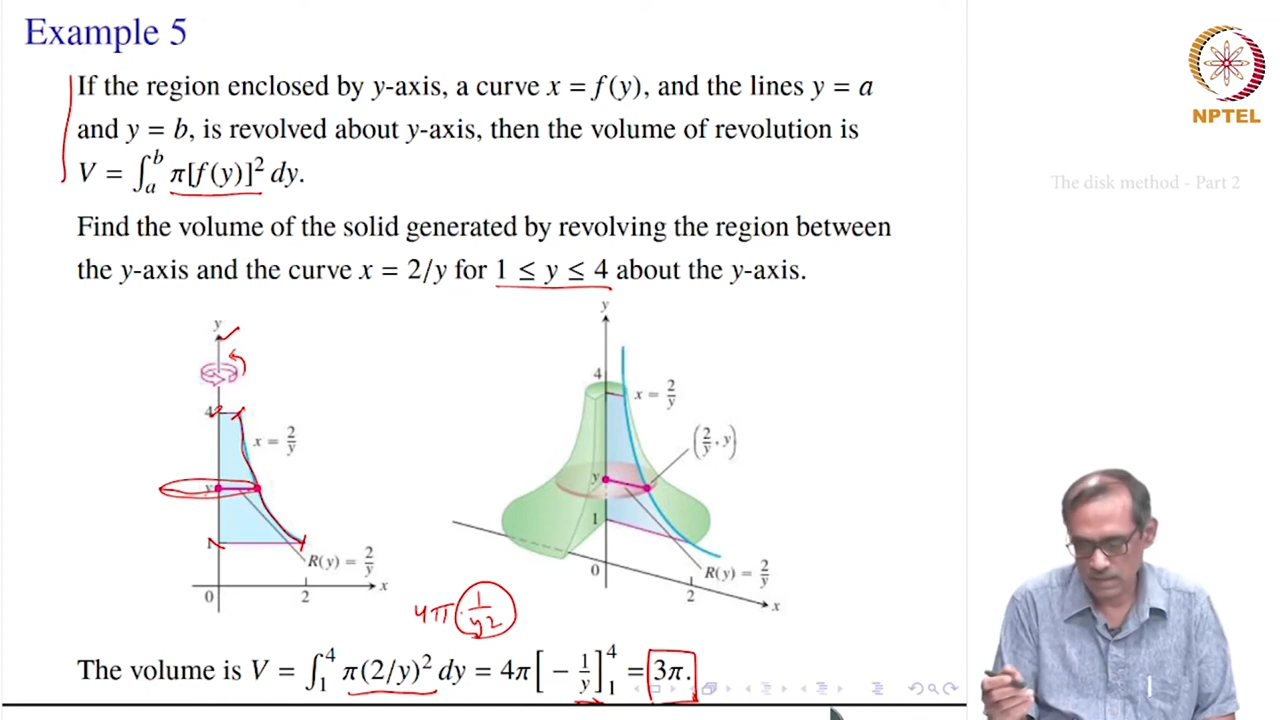 Example 5
If the region enclosed by y-axis, a curve x = f(y), and the lines y = a
and y = b, is revolved about y-axis, then the volume of revolution is
V = ∫_a^b π[f(y)]² dy.
Find the volume of the solid generated by revolving the region between
the y-axis and the curve x = 2/y for 1 ≤ y ≤ 4 about the y-axis.
NPTEL
The disk method - Part 2
y
4
x = 2/y
y
1
R(y) = 2/y
0
2
x
y
4
x = 2/y
(2/y, y)
y
1
0
R(y) = 2/y
2
x
4π · 1/y²
The volume is V = ∫_1^4 π(2/y)² dy = 4π[ − 1/y ]_1^4 = 3π.